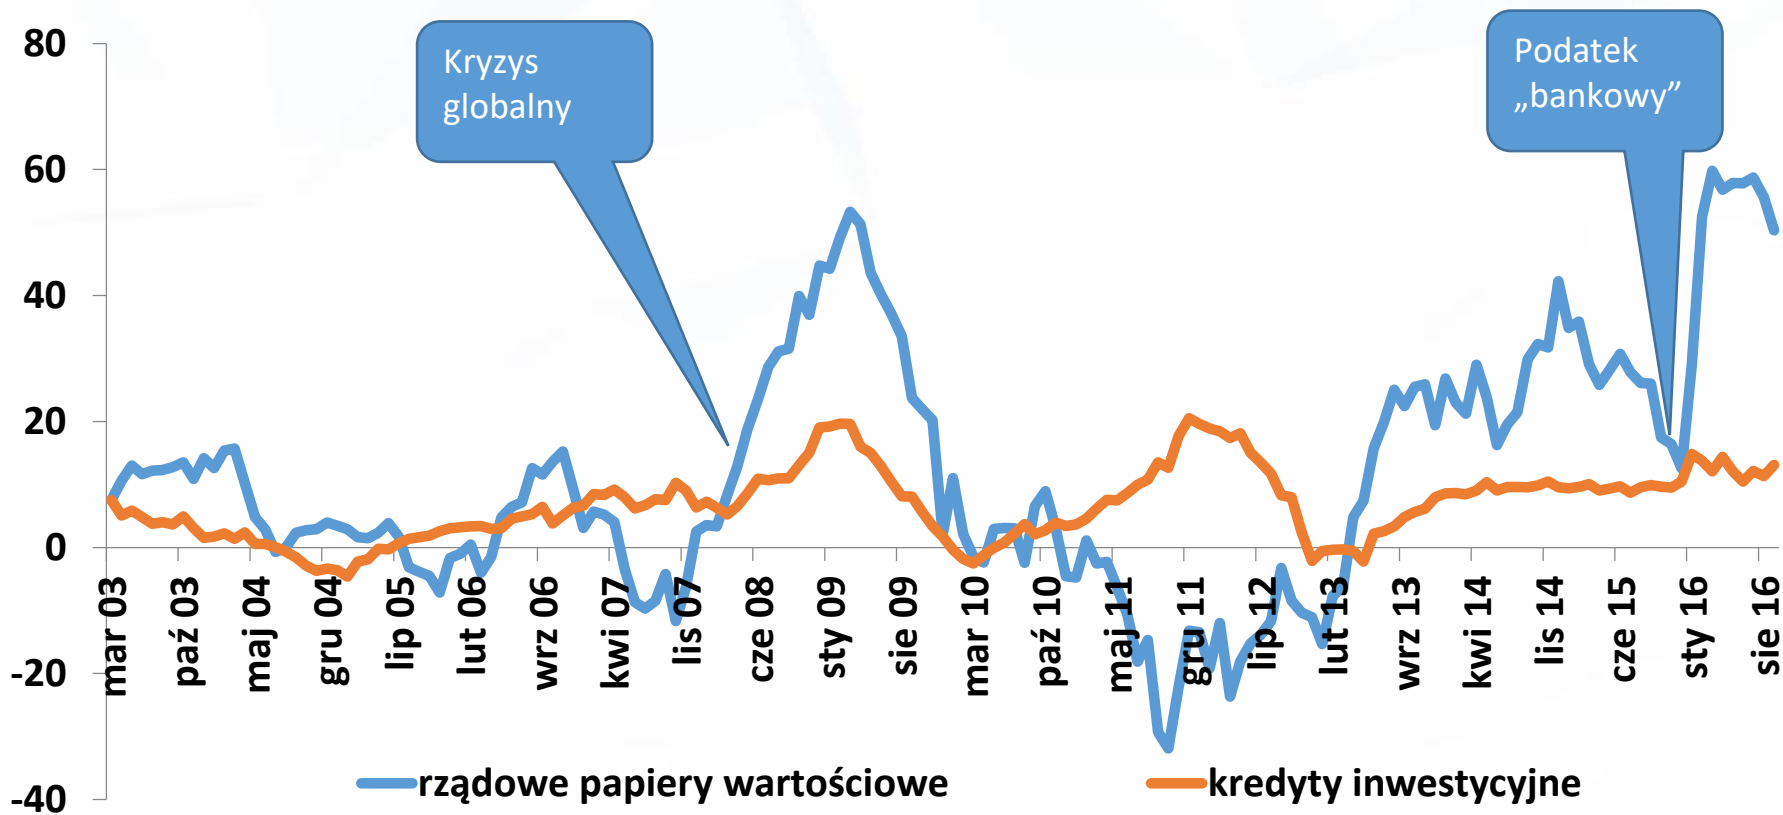 80
60
40
20
0
-20
-40
Kryzys
globalny
Podatek
„bankowy”
mar 03
paź 03
maj 04
gru 04
lip 05
lut 06
wrz 06
kwi 07
lis 07
cze 08
sty 09
sie 09
mar 10
paź 10
maj 11
gru 11
lip 12
lut 13
wrz 13
kwi 14
lis 14
cze 15
sty 16
sie 16
rządowe papiery wartościowe
kredyty inwestycyjne